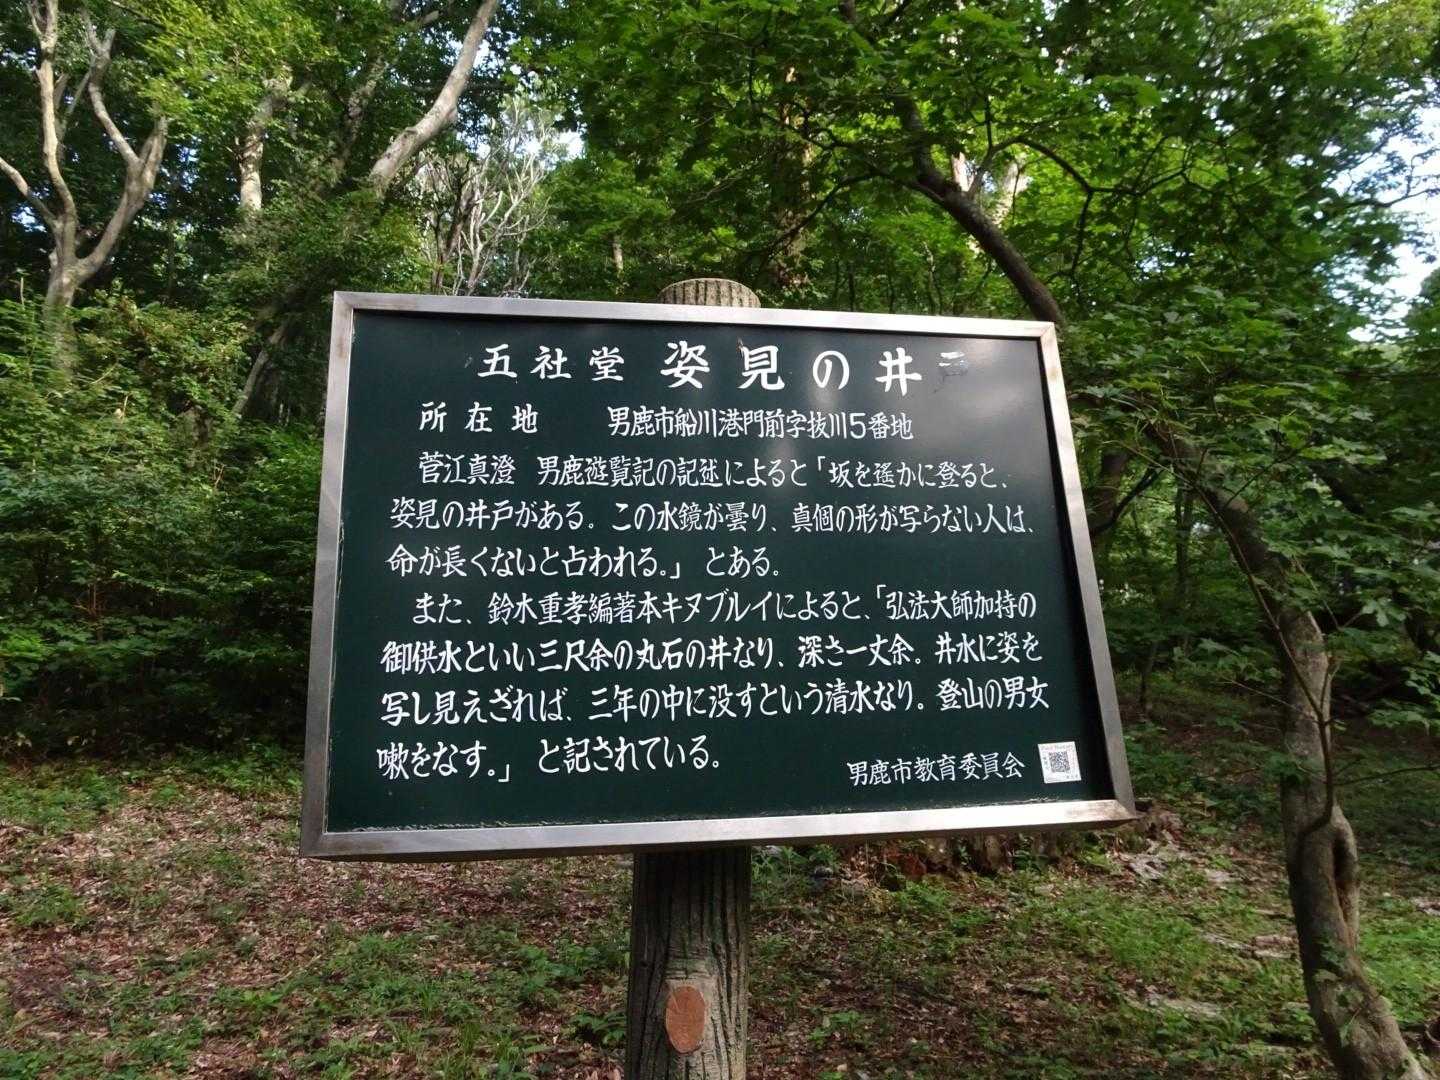 五社堂 姿見の井
所在地 男鹿市船川港門前字抜川5番地
菅江真澄 男鹿遊覧記の記述によると「坂を遙かに登ると、
姿見の井戸がある。この水鏡が曇り、真個の形が写らない人は、
命が長くないと占われる。」 とある。
また、鈴木重孝編著本キヌブルイによると、「弘法大師加持の
御供水といい三尺余の丸石の井なり、深さ一丈余。井水に姿を
写し見えざれば、三年の中に没すという清水なり。登山の男女
嗽をなす。」 と記されている。
男鹿市教育委員会